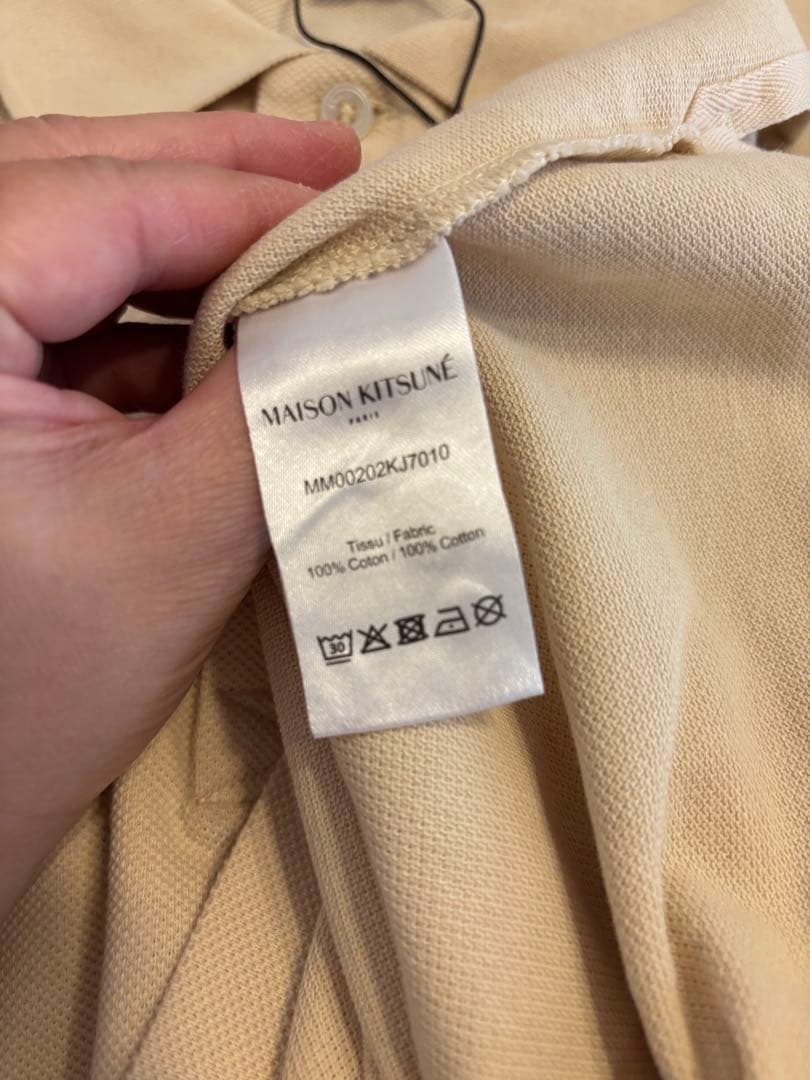 MAISON KITSUNÉ
PARIS
MM00202KJ7010
Tissu / Fabric
100% Coton / 100% Cotton
30